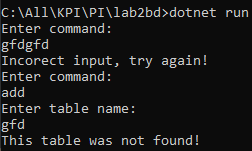 C:\All\KPI\PI\lab2bd>dotnet run
Enter command:
gfdgfd
Incorect input, try again!
Enter command:
add
Enter table name:
gfd
This table was not found!